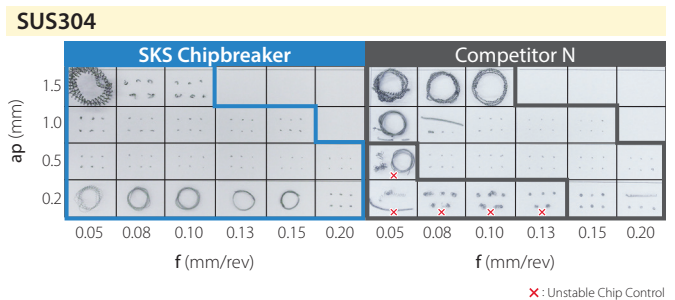 SUS304
SKS Chipbreaker
Competitor N
ap (mm)
1.5
1.0
0.5
0.2
0.05 0.08 0.10 0.13 0.15 0.20 0.05 0.08 0.10 0.13 0.15 0.20
f (mm/rev) f (mm/rev)
× : Unstable Chip Control